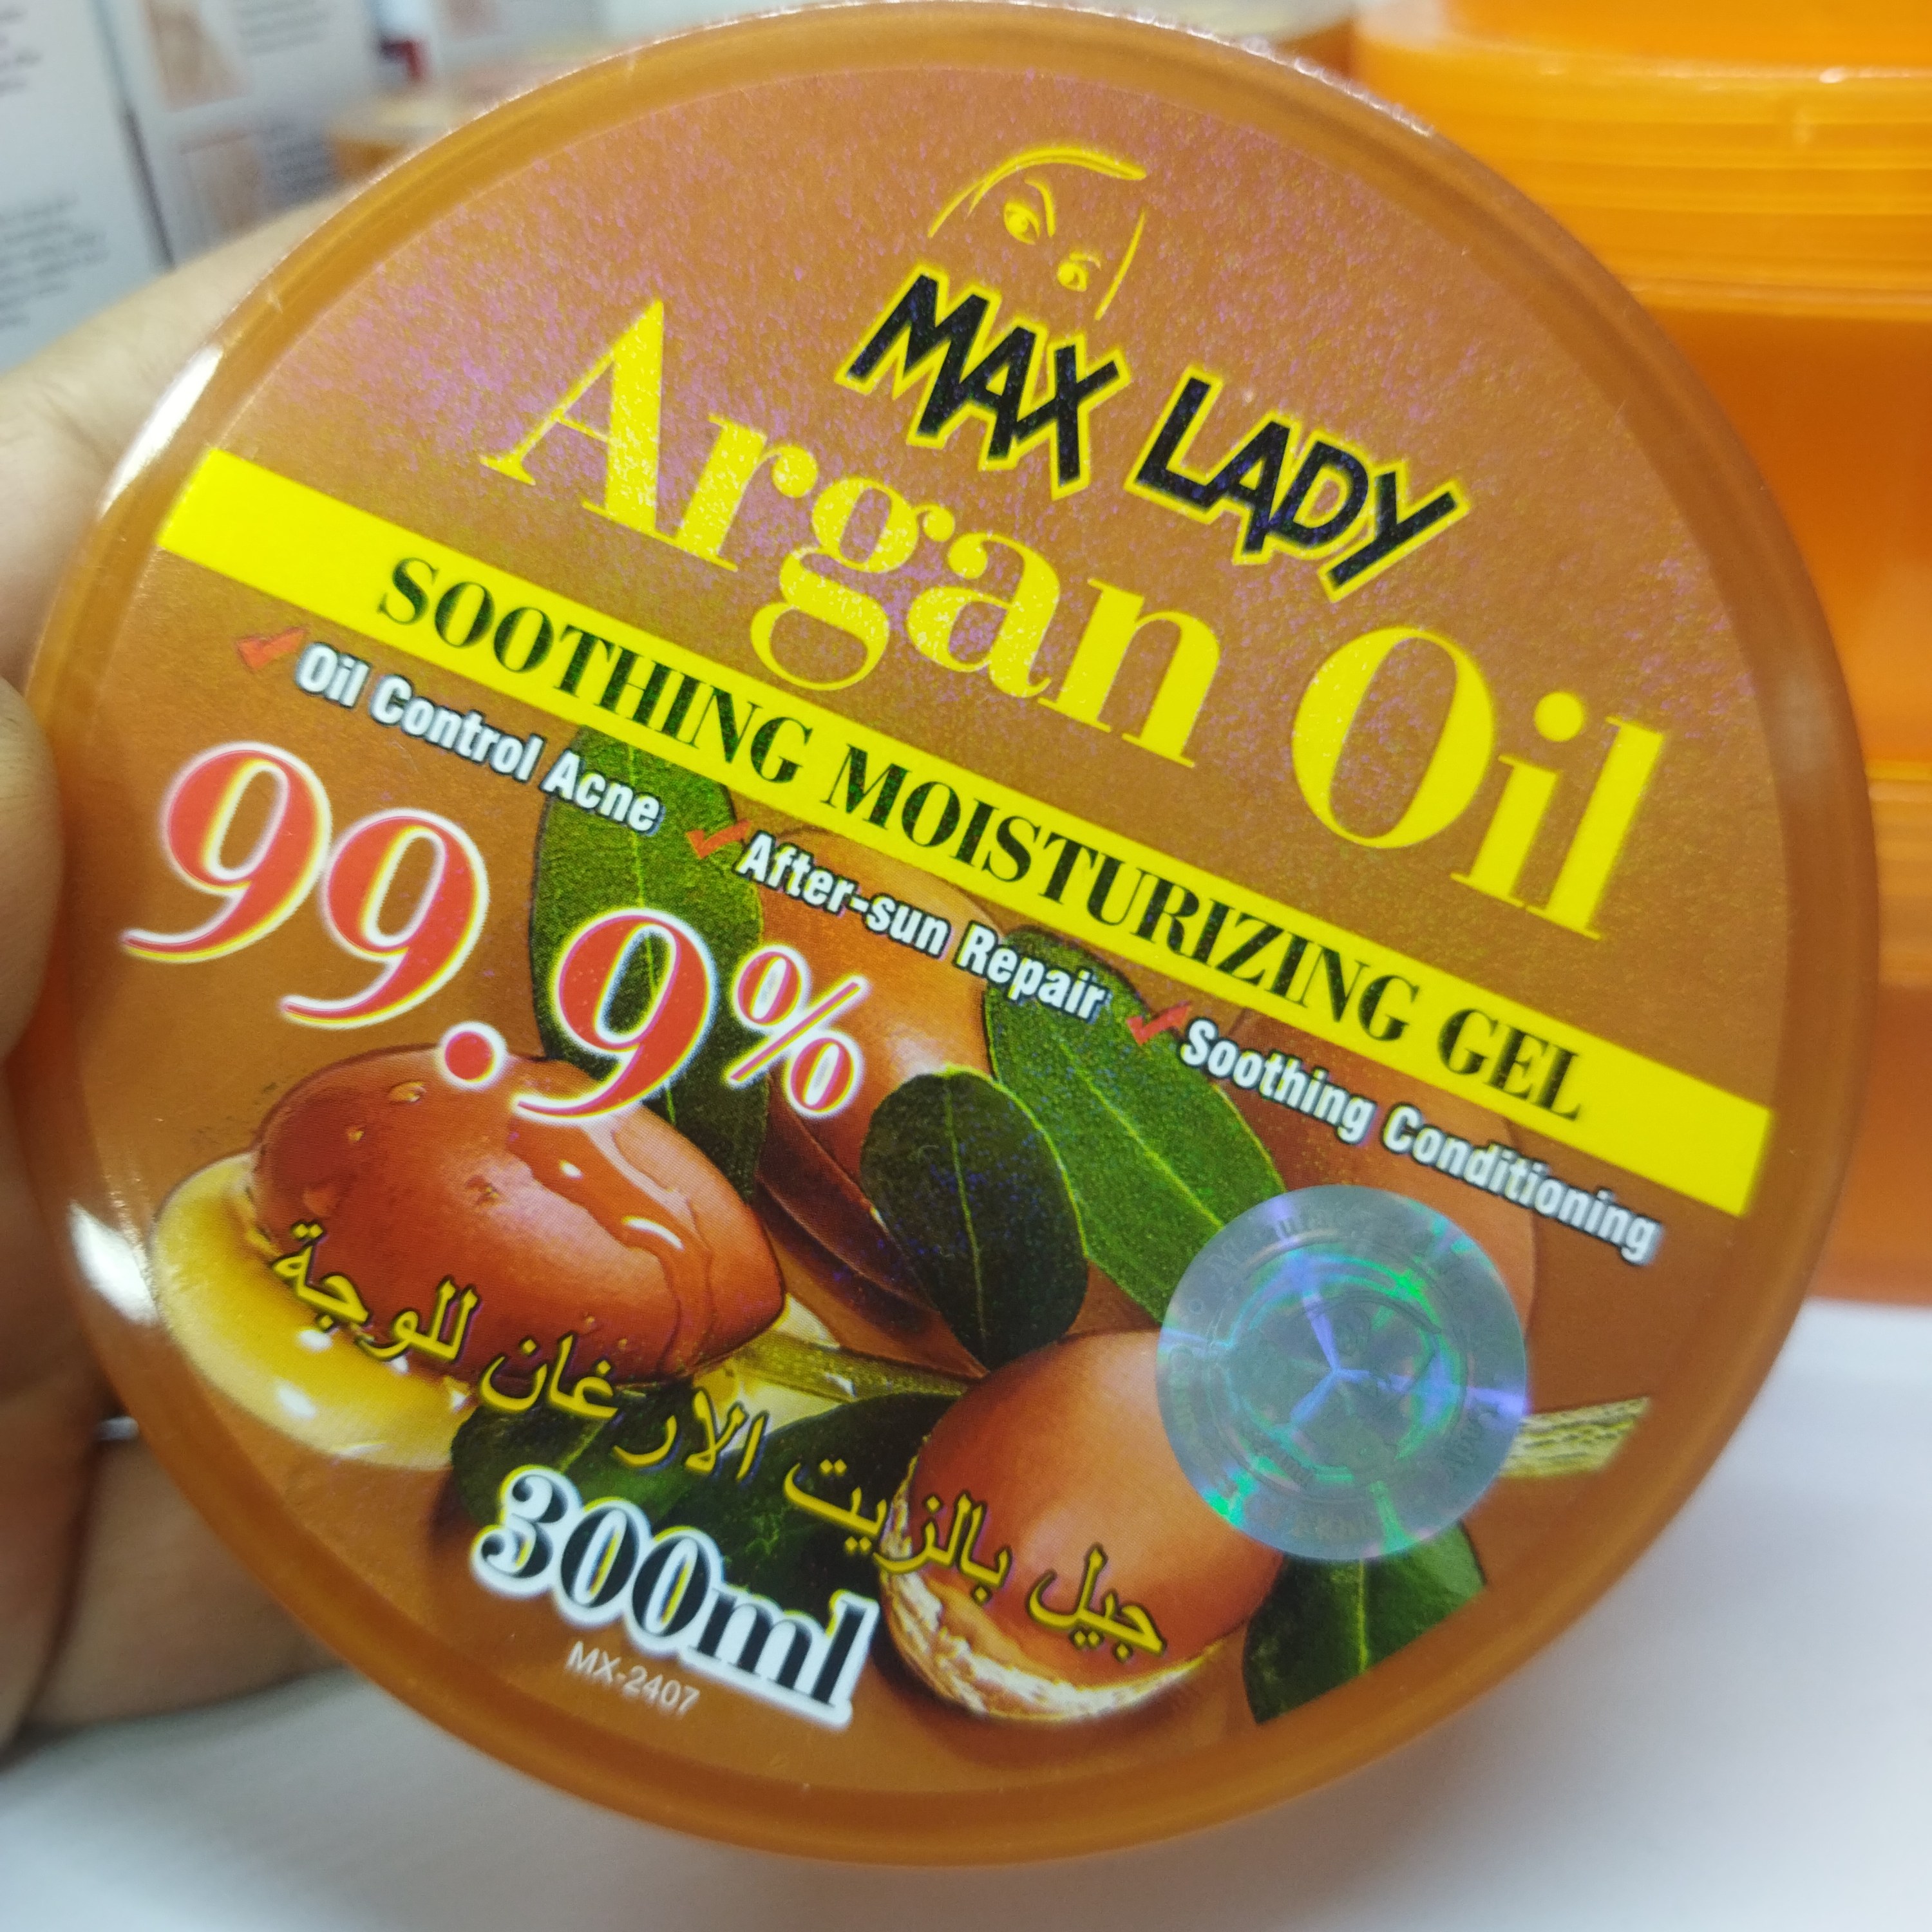 MAX LADY
Argan Oil
SOOTHING MOISTURIZING GEL
Oil Control Acne
After-sun Repair
Soothing Conditioning
99.9%
جيل بالزيت الارغان للوجة
300ml
MX-2407